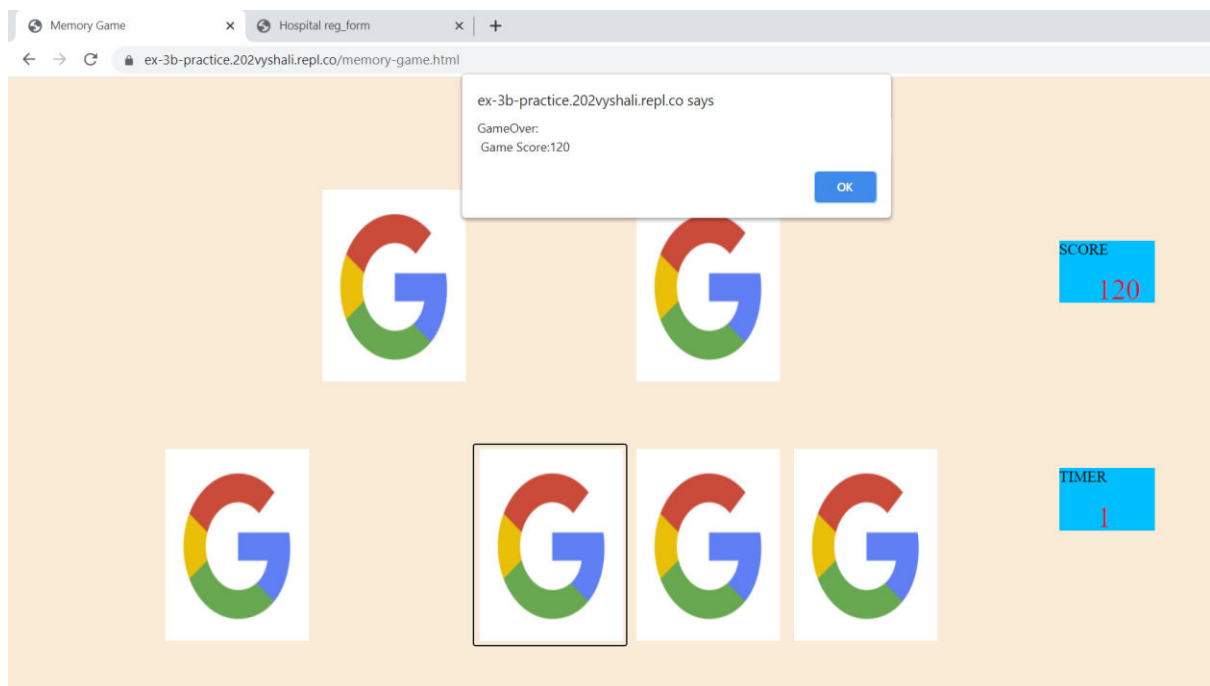 Memory Game
Hospital reg_form
ex-3b-practice.202vyshali.repl.co/memory-game.html
ex-3b-practice.202vyshali.repl.co says
GameOver:
Game Score:120
OK
SCORE
120
TIMER
1